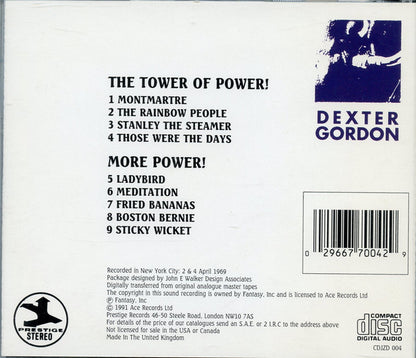 THE TOWER OF POWER!
1 MONTMARTRE
2 THE RAINBOW PEOPLE
3 STANLEY THE STEAMER
4 THOSE WERE THE DAYS
MORE POWER!
5 LADYBIRD
6 MEDITATION
7 FRIED BANANAS
8 BOSTON BERNIE
9 STICKY WICKET
DEXTER
GORDON
0 29667 70042 9
Recorded in New York City: 2 & 4 April 1969
Package designed by John E Walker Design Associates
Digitally transferred from original analogue master tapes
The copyright in this sound recording is owned by Fantasy, Inc and is licensed to Ace Records Ltd
℗ Fantasy, Inc
© 1991 Ace Records Ltd
Prestige Records 46-50 Steele Road, London NW10 7AS
For details of the price of our catalogues send an S.A.E. or 2 I.R.C. to the address above
Not licensed for sale in the USA or Canada
Made in The United Kingdom
PRESTIGE
STEREO
COMPACT
disc
DIGITAL AUDIO
CDJZD 004